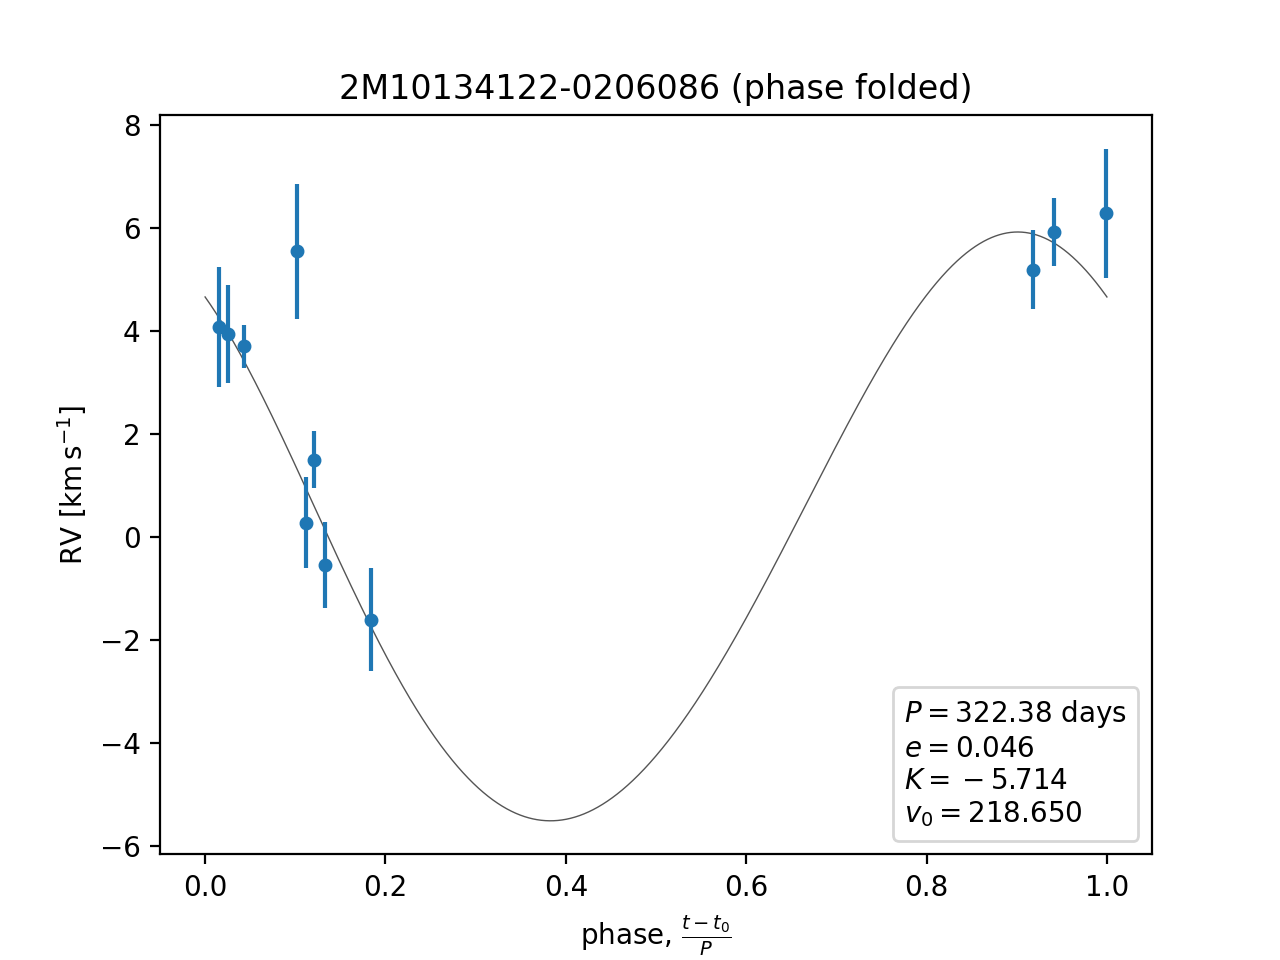 2M10134122-0206086 (phase folded)
8
6
4
2
0
−2
−4
−6
RV [km s⁻¹]
P = 322.38 days
e = 0.046
K = −5.714
v₀ = 218.650
0.0 0.2 0.4 0.6 0.8 1.0
phase, (t − t₀)/P